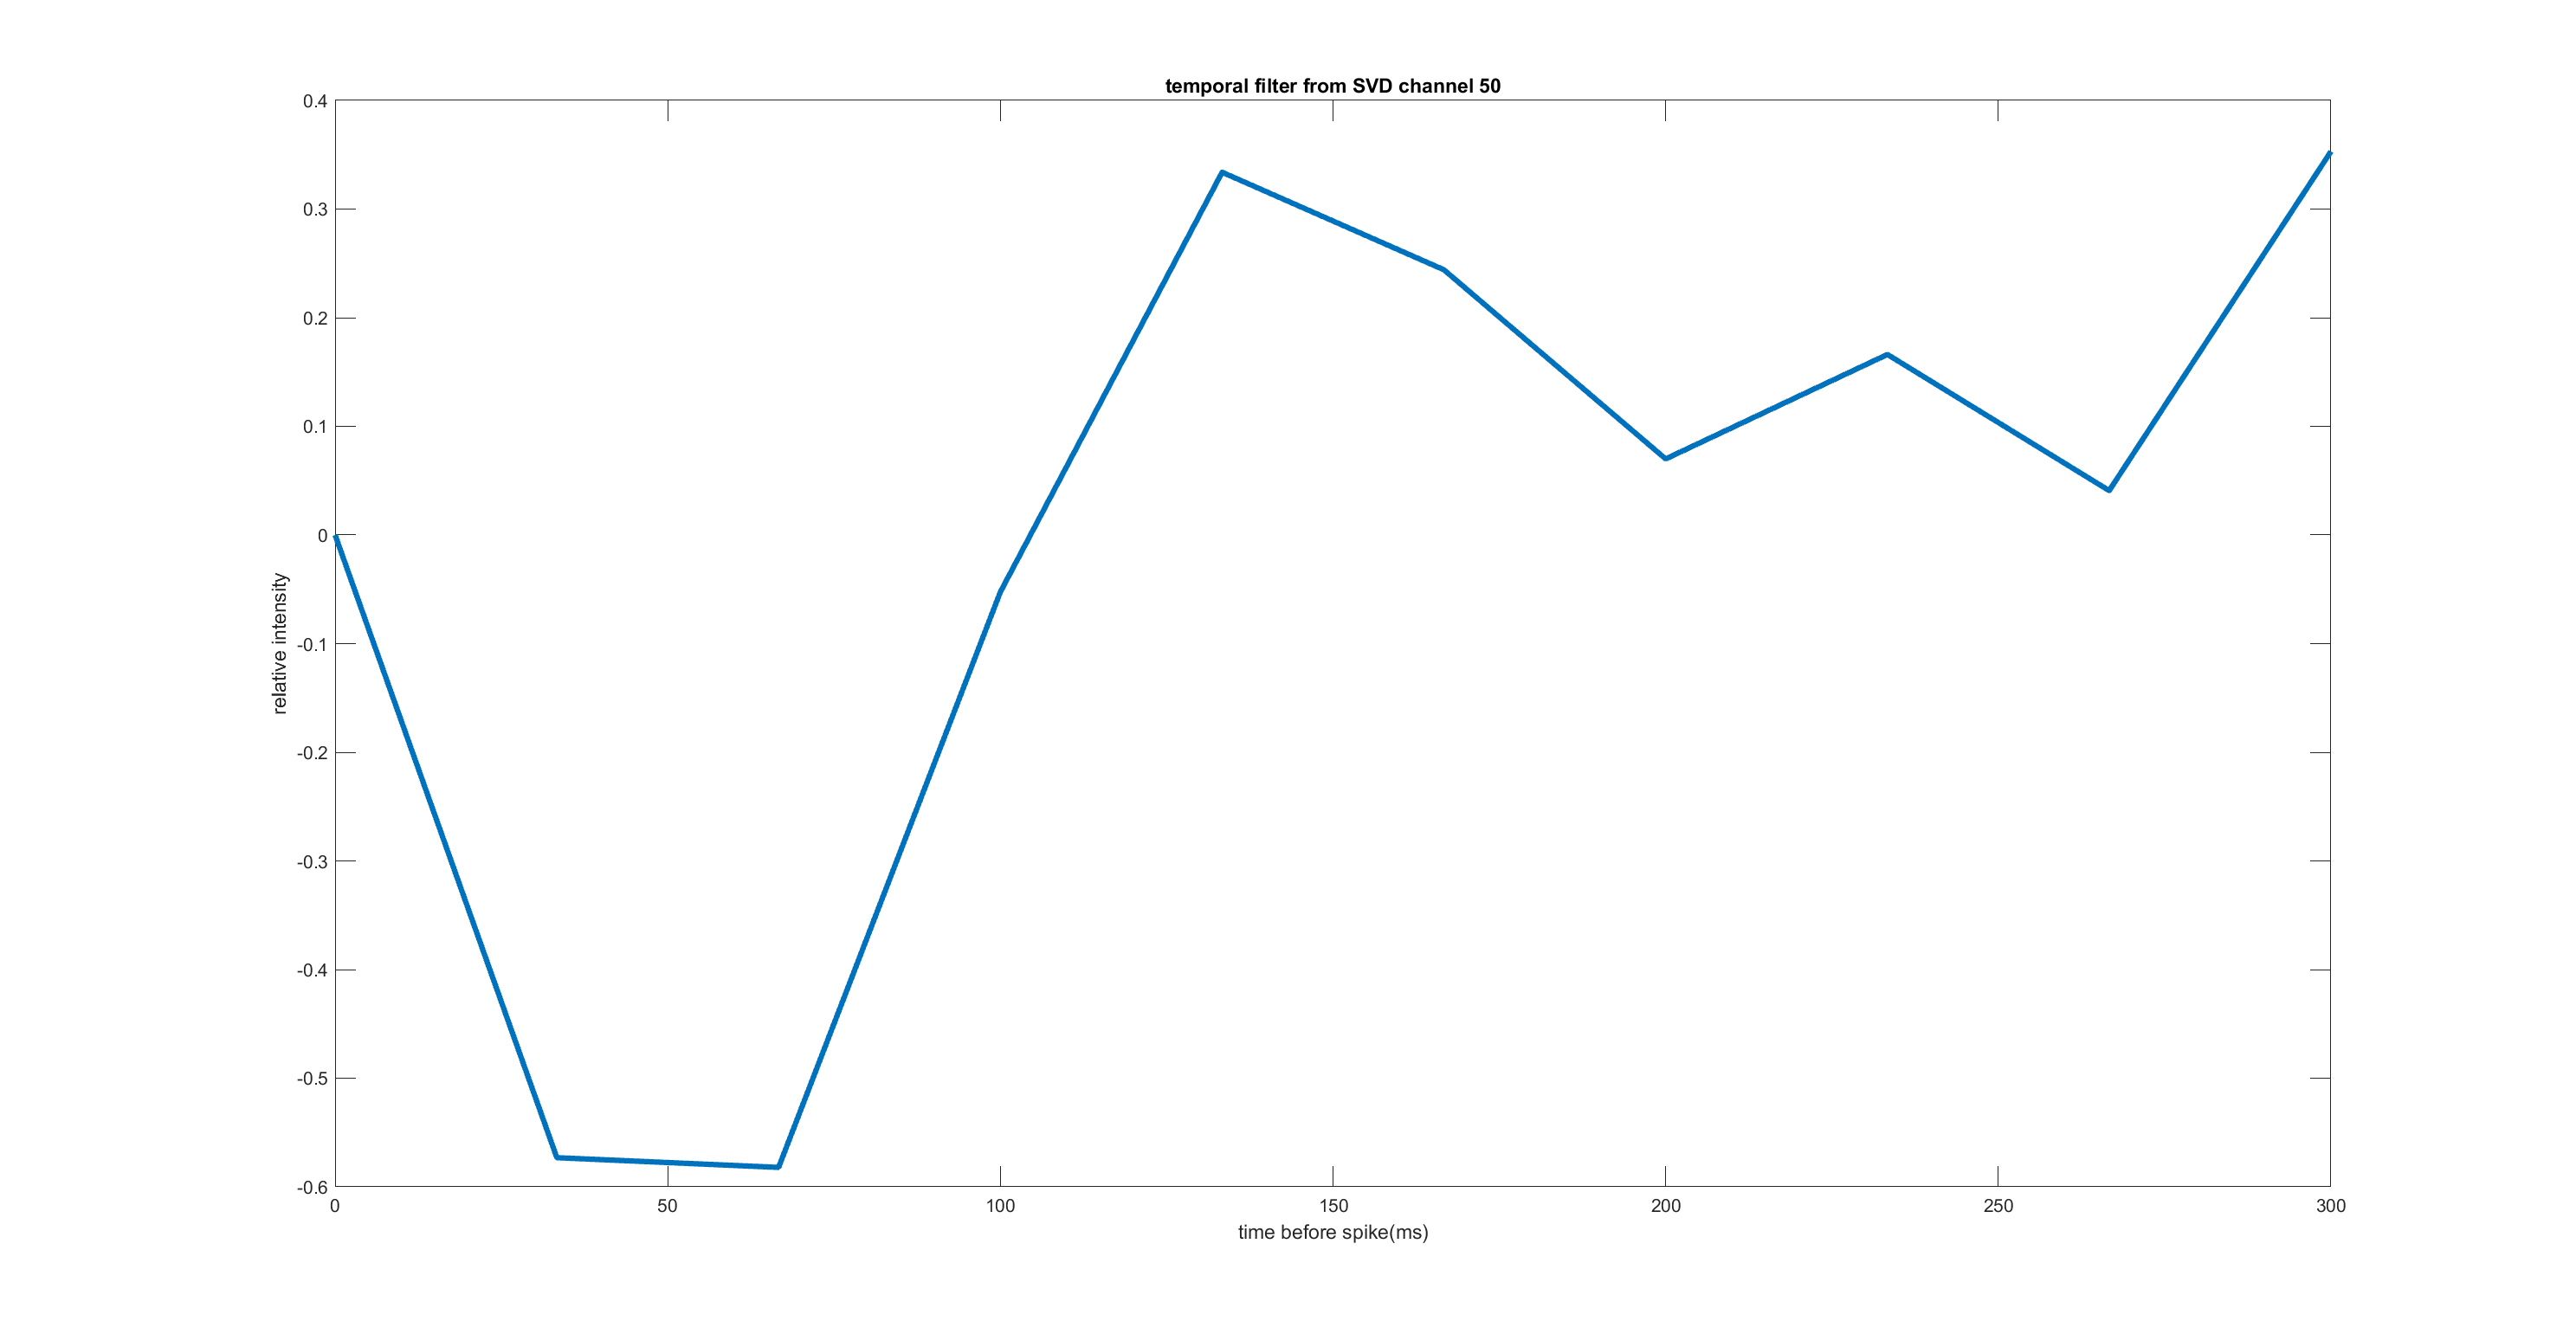 temporal filter from SVD channel 50
0.4
0.3
0.2
0.1
0
-0.1
-0.2
-0.3
-0.4
-0.5
-0.6
relative intensity
0 50 100 150 200 250 300
time before spike(ms)